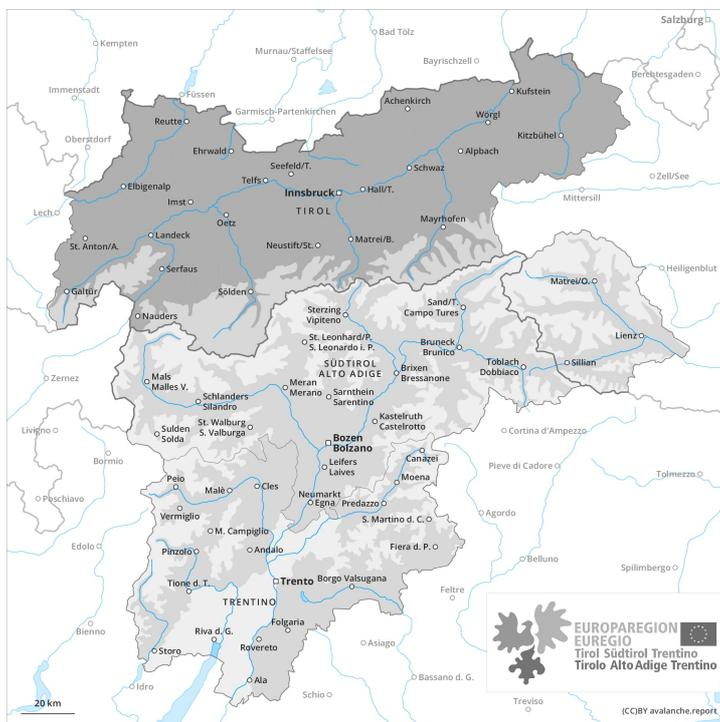 Salzburg
Bad Tölz
Kempten
Murnau/Staffelsee
Bayrischzell
Berchtesgaden
Immenstadt
Füssen
Kufstein
Achenkirch
Garmisch-Partenkirchen
Reutte
Wörgl
Oberstdorf
Kitzbühel
Ehrwald
Alpbach
Seefeld/T.
Schwaz
Telfs
Zell/See
Elbigenalp
Innsbruck
Hall/T.
Mittersill
Imst
TIROL
Lech
Oetz
Mayrhofen
Landeck
St. Anton/A.
Neustift/St.
Matrei/B.
Serfaus
Heiligenblut
Matrei/O.
Galtür
Sölden
Sand/T.
Campo Tures
Nauders
Sterzing
Vipiteno
Lienz
St. Leonhard/P.
S. Leonardo i. P.
Bruneck
Brunico
SÜDTIROL
ALTO ADIGE
Toblach
Dobbiaco
Sillian
Brixen
Bressanone
Zernez
Mals
Malles V.
Meran
Merano
Schlanders
Silandro
Sarnthein
Sarentino
Kastelruth
Castelrotto
St. Walburg
S. Valburga
Livigno
Sulden
Solda
Cortina d'Ampezzo
Bozen
Bolzano
Bormio
Canazei
Leifers
Laives
Pieve di Cadore
Tolmezzo
Peio
Moena
Malè
Cles
Neumarkt
Egna
Predazzo
Poschiavo
Vermiglio
Agordo
S. Martino d. C.
M. Campiglio
Edolo
Pinzolo
Andalo
Fiera d. P.
Belluno
Spilimbergo
Tione d. T.
Trento
Borgo Valsugana
Feltre
TRENTINO
Folgaria
Bienno
Riva d. G.
Rovereto
Asiago
Storo
Ala
Bassano d. G.
Idro
Schio
Treviso
EUROPAREGION
EUREGIO
Tirol Südtirol Trentino
Tirolo Alto Adige Trentino
20 km
(CC)BY avalanche.report